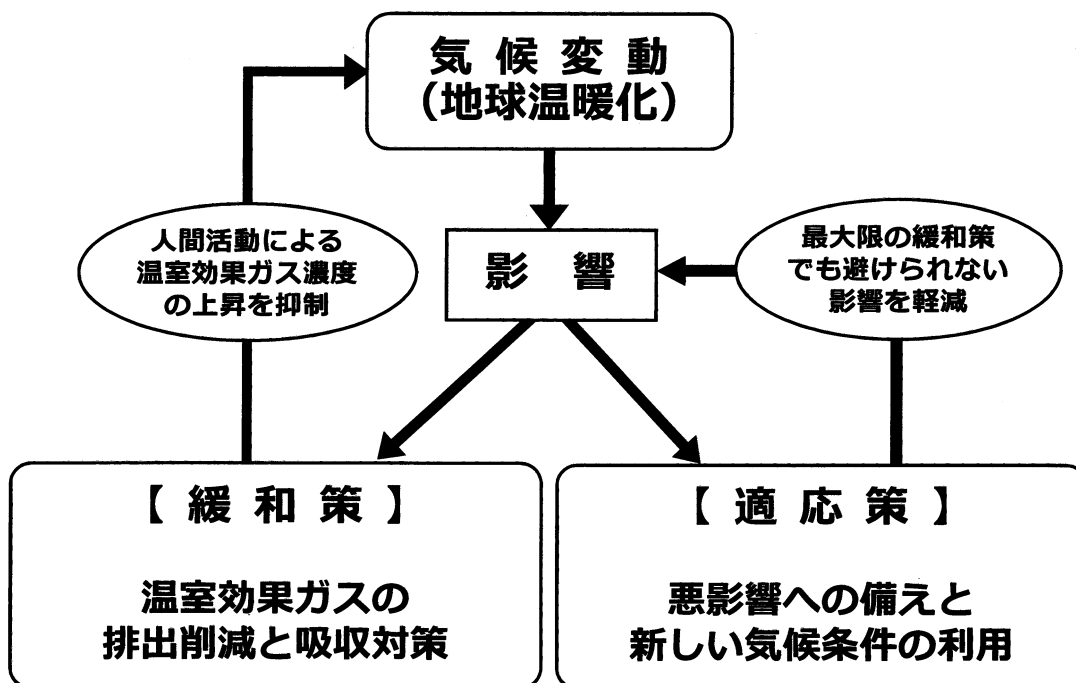 気候変動
（地球温暖化）
人間活動による
温室効果ガス濃度
の上昇を抑制
影響
最大限の緩和策
でも避けられない
影響を軽減
【緩和策】
温室効果ガスの
排出削減と吸収対策
【適応策】
悪影響への備えと
新しい気候条件の利用